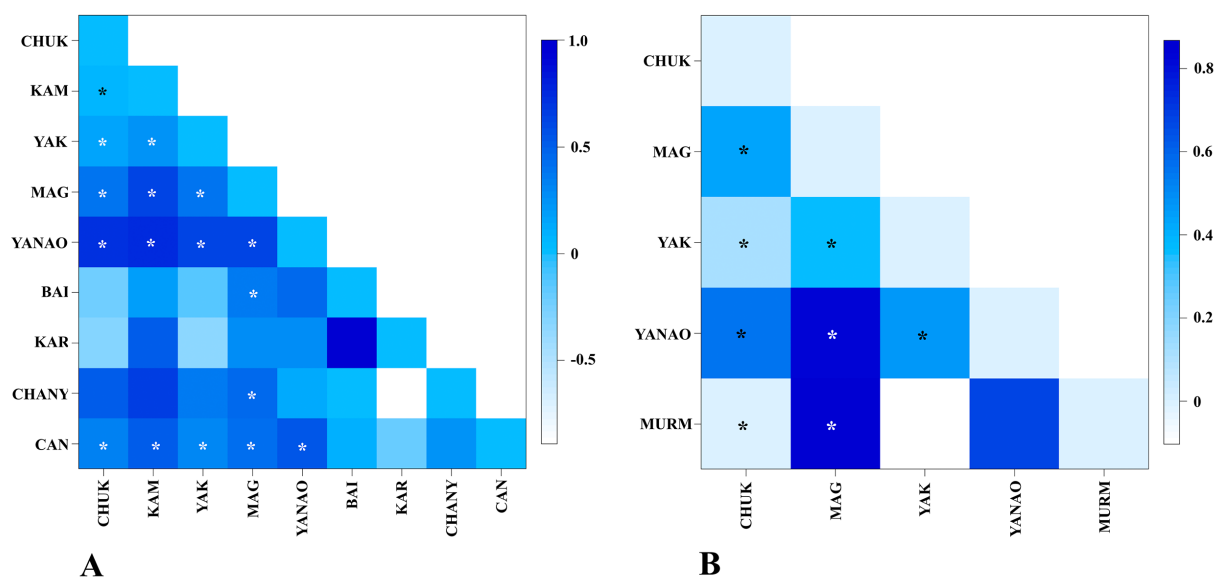 CHUK
KAM
*
YAK
* *
MAG
* * *
YANAO
* * * *
BAI
*
KAR
CHANY
*
CAN
* * * * *
CHUK KAM YAK MAG YANAO BAI KAR CHANY CAN
1.0
0.5
0
-0.5
A
CHUK
MAG
*
YAK
* *
YANAO
* * *
MURM
* *
CHUK MAG YAK YANAO MURM
0.8
0.6
0.4
0.2
0
B